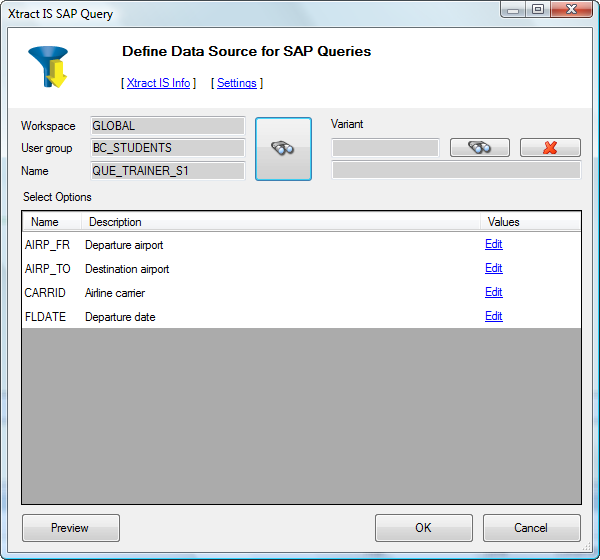 Xtract IS SAP Query
Define Data Source for SAP Queries
[ Xtract IS Info ] [ Settings ]
Workspace GLOBAL Variant
User group BC_STUDENTS
Name QUE_TRAINER_S1
Select Options
Name Description Values
AIRP_FR Departure airport Edit
AIRP_TO Destination airport Edit
CARRID Airline carrier Edit
FLDATE Departure date Edit
Preview OK Cancel